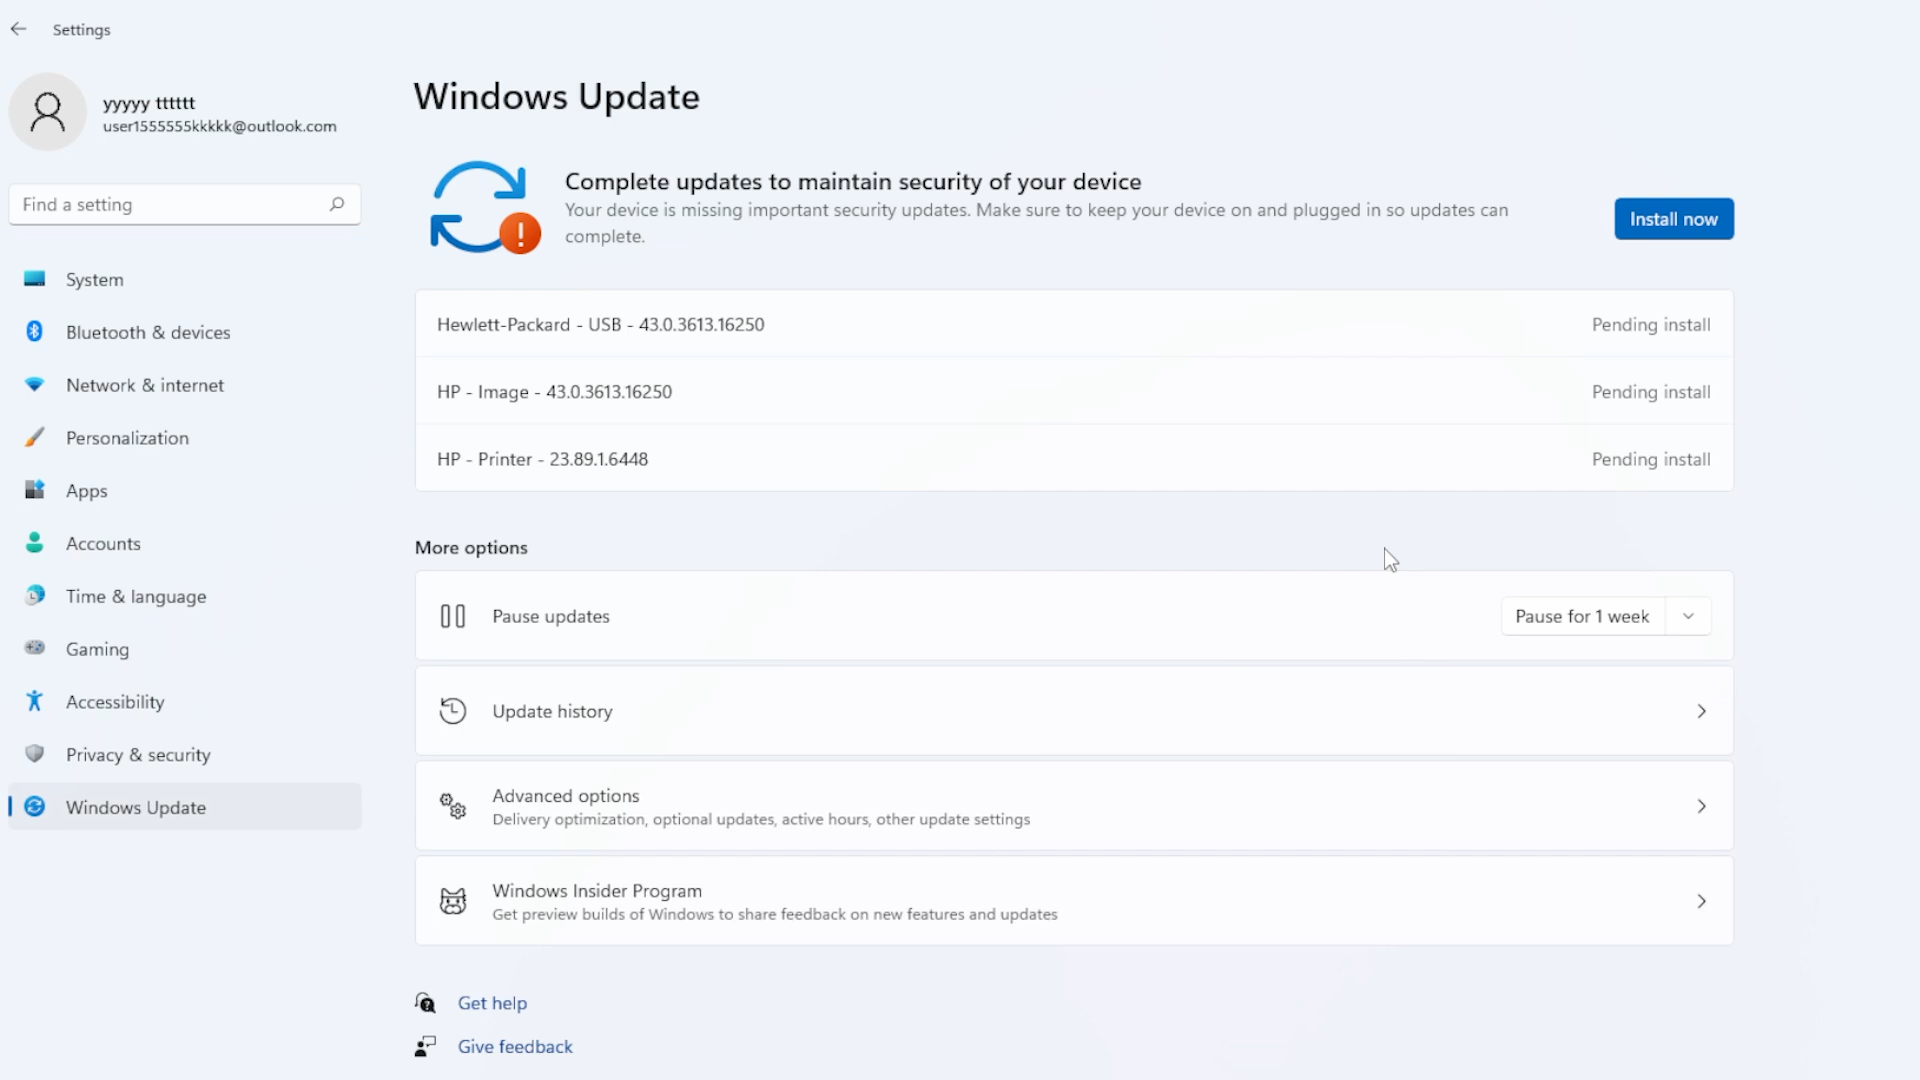 Settings
yyyyy tttttt
user1555555kkkkk@outlook.com
Find a setting
System
Bluetooth & devices
Network & internet
Personalization
Apps
Accounts
Time & language
Gaming
Accessibility
Privacy & security
Windows Update
Windows Update
Complete updates to maintain security of your device
Your device is missing important security updates. Make sure to keep your device on and plugged in so updates can
complete.
Install now
Hewlett-Packard - USB - 43.0.3613.16250 Pending install
HP - Image - 43.0.3613.16250 Pending install
HP - Printer - 23.89.1.6448 Pending install
More options
Pause updates Pause for 1 week
Update history
Advanced options
Delivery optimization, optional updates, active hours, other update settings
Windows Insider Program
Get preview builds of Windows to share feedback on new features and updates
Get help
Give feedback